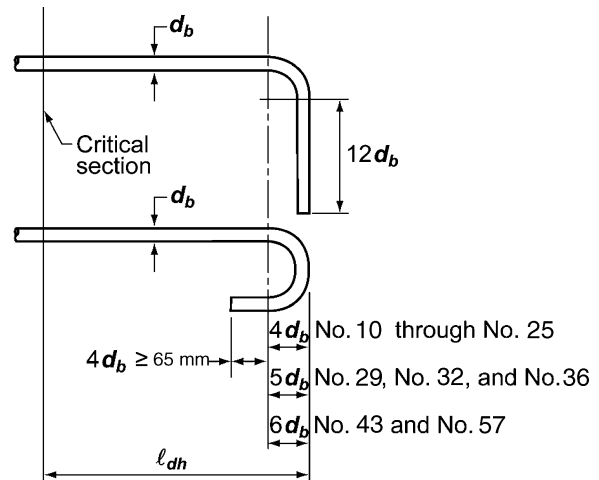 d_b
Critical
section
12d_b
d_b
4d_b No. 10 through No. 25
4d_b ≥ 65 mm
5d_b No. 29, No. 32, and No.36
6d_b No. 43 and No. 57
ℓ_dh